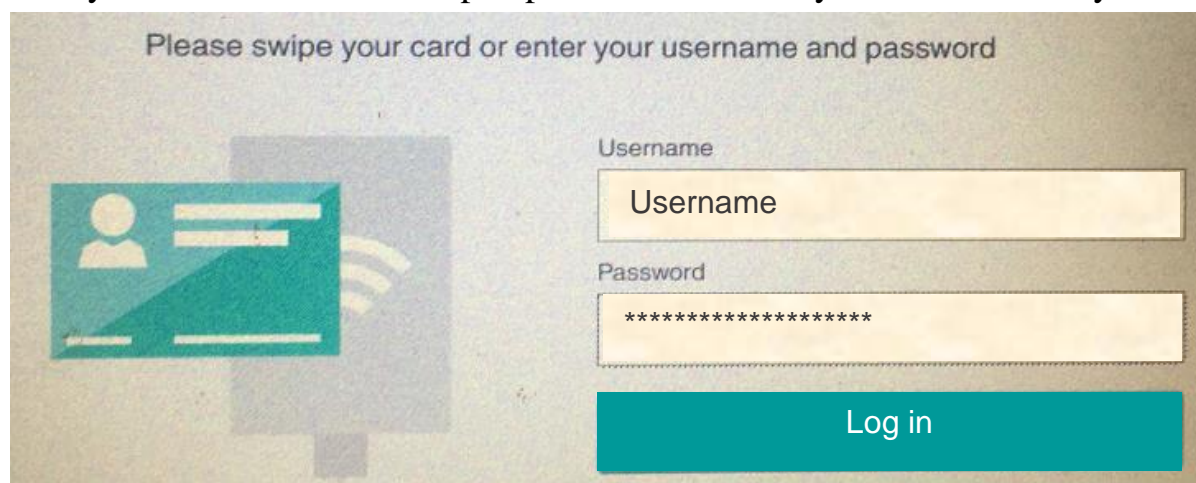 Please swipe your card or enter your username and password
Username
Username
Password
********************
Log in